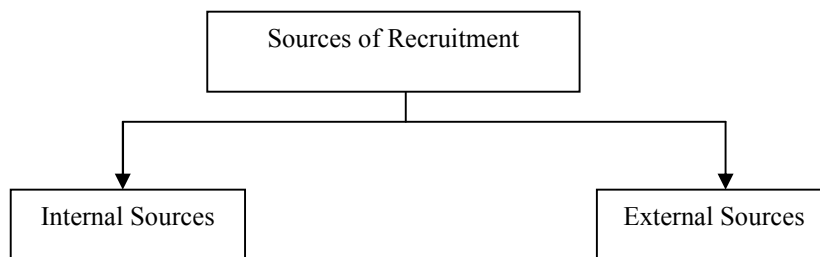 Sources of Recruitment
Internal Sources
External Sources